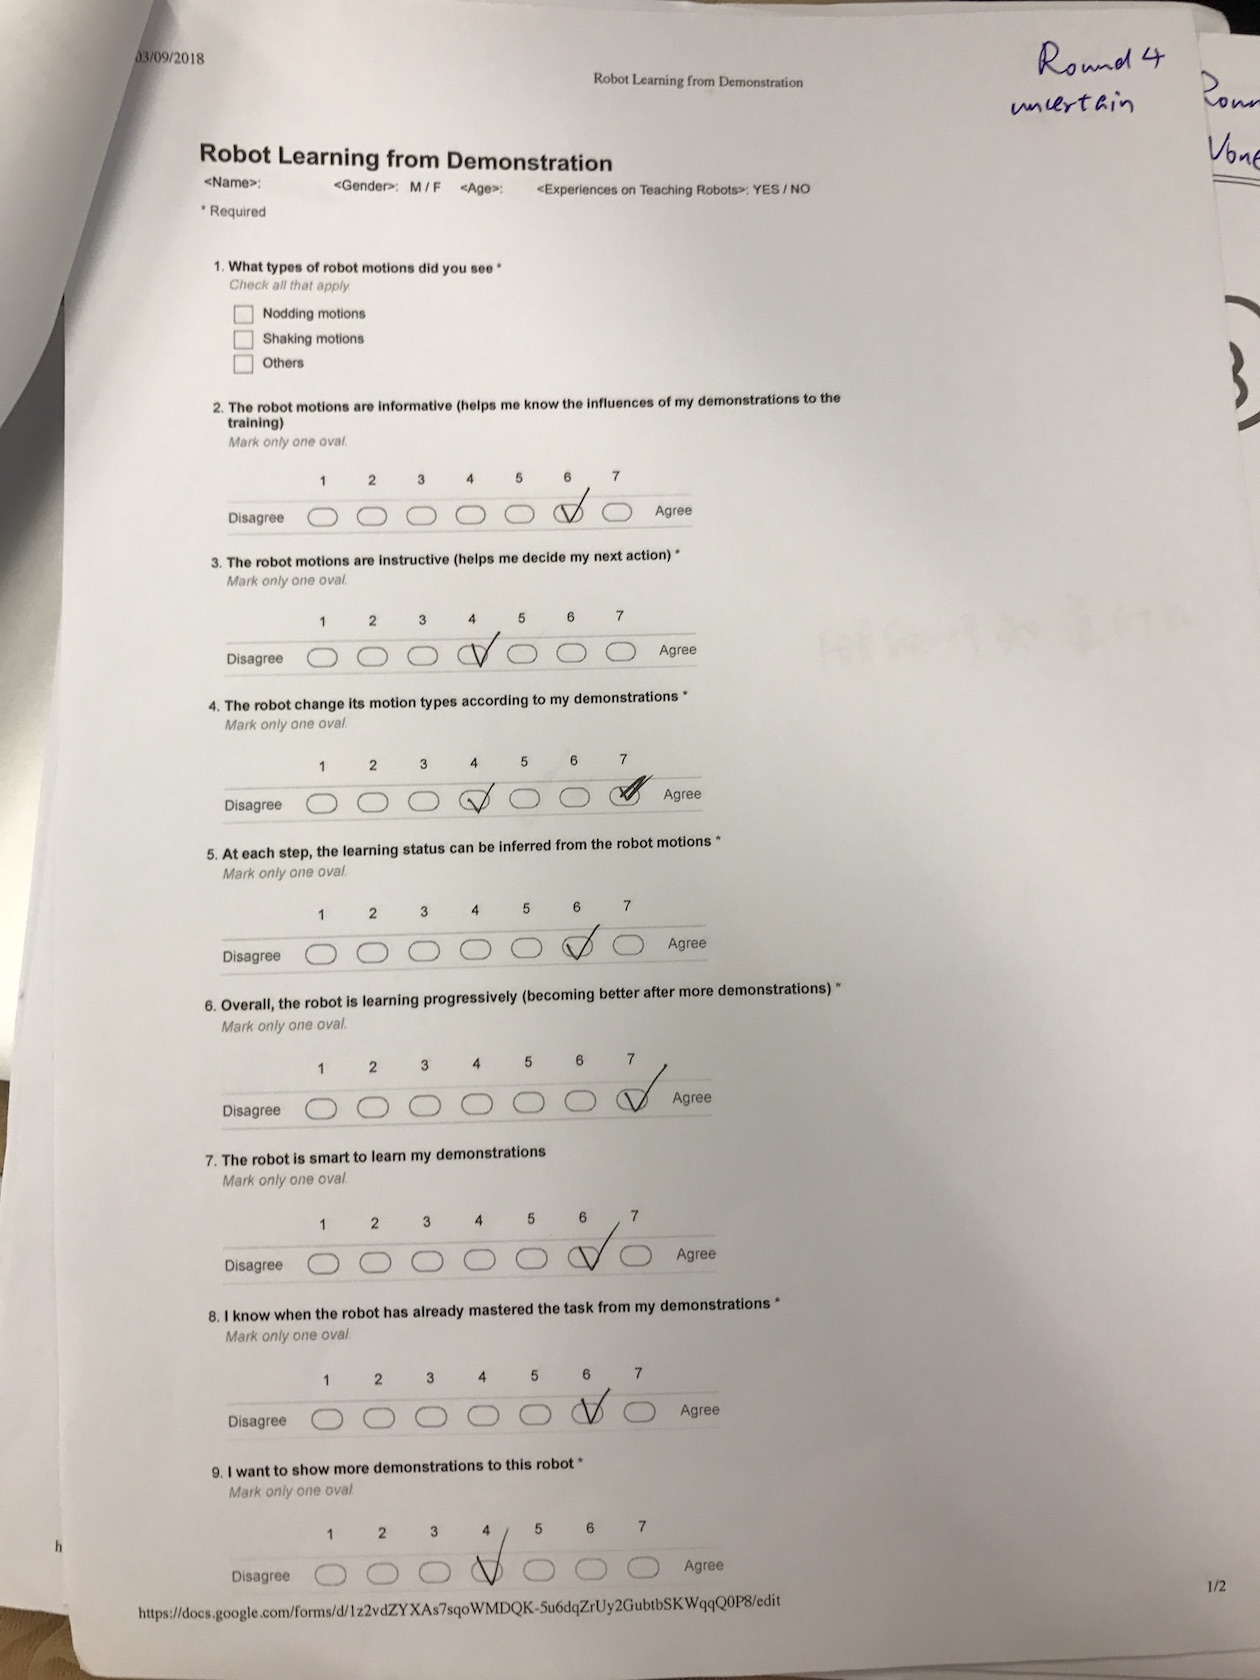 03/09/2018
Robot Learning from Demonstration
Round 4
uncertain
Robot Learning from Demonstration
<Name>: <Gender>: M / F <Age>: <Experiences on Teaching Robots>: YES / NO
* Required
1. What types of robot motions did you see *
Check all that apply.
Nodding motions
Shaking motions
Others
2. The robot motions are informative (helps me know the influences of my demonstrations to the
training)
Mark only one oval.
1 2 3 4 5 6 7
Disagree Agree
3. The robot motions are instructive (helps me decide my next action) *
Mark only one oval.
1 2 3 4 5 6 7
Disagree Agree
4. The robot change its motion types according to my demonstrations *
Mark only one oval.
1 2 3 4 5 6 7
Disagree Agree
5. At each step, the learning status can be inferred from the robot motions *
Mark only one oval.
1 2 3 4 5 6 7
Disagree Agree
6. Overall, the robot is learning progressively (becoming better after more demonstrations) *
Mark only one oval.
1 2 3 4 5 6 7
Disagree Agree
7. The robot is smart to learn my demonstrations
Mark only one oval.
1 2 3 4 5 6 7
Disagree Agree
8. I know when the robot has already mastered the task from my demonstrations *
Mark only one oval.
1 2 3 4 5 6 7
Disagree Agree
9. I want to show more demonstrations to this robot *
Mark only one oval.
1 2 3 4 5 6 7
Disagree Agree
https://docs.google.com/forms/d/1z2vdZYXAs7sqoWMDQK-5u6dqZrUy2GubtbSKWqqQ0P8/edit
1/2
h
3